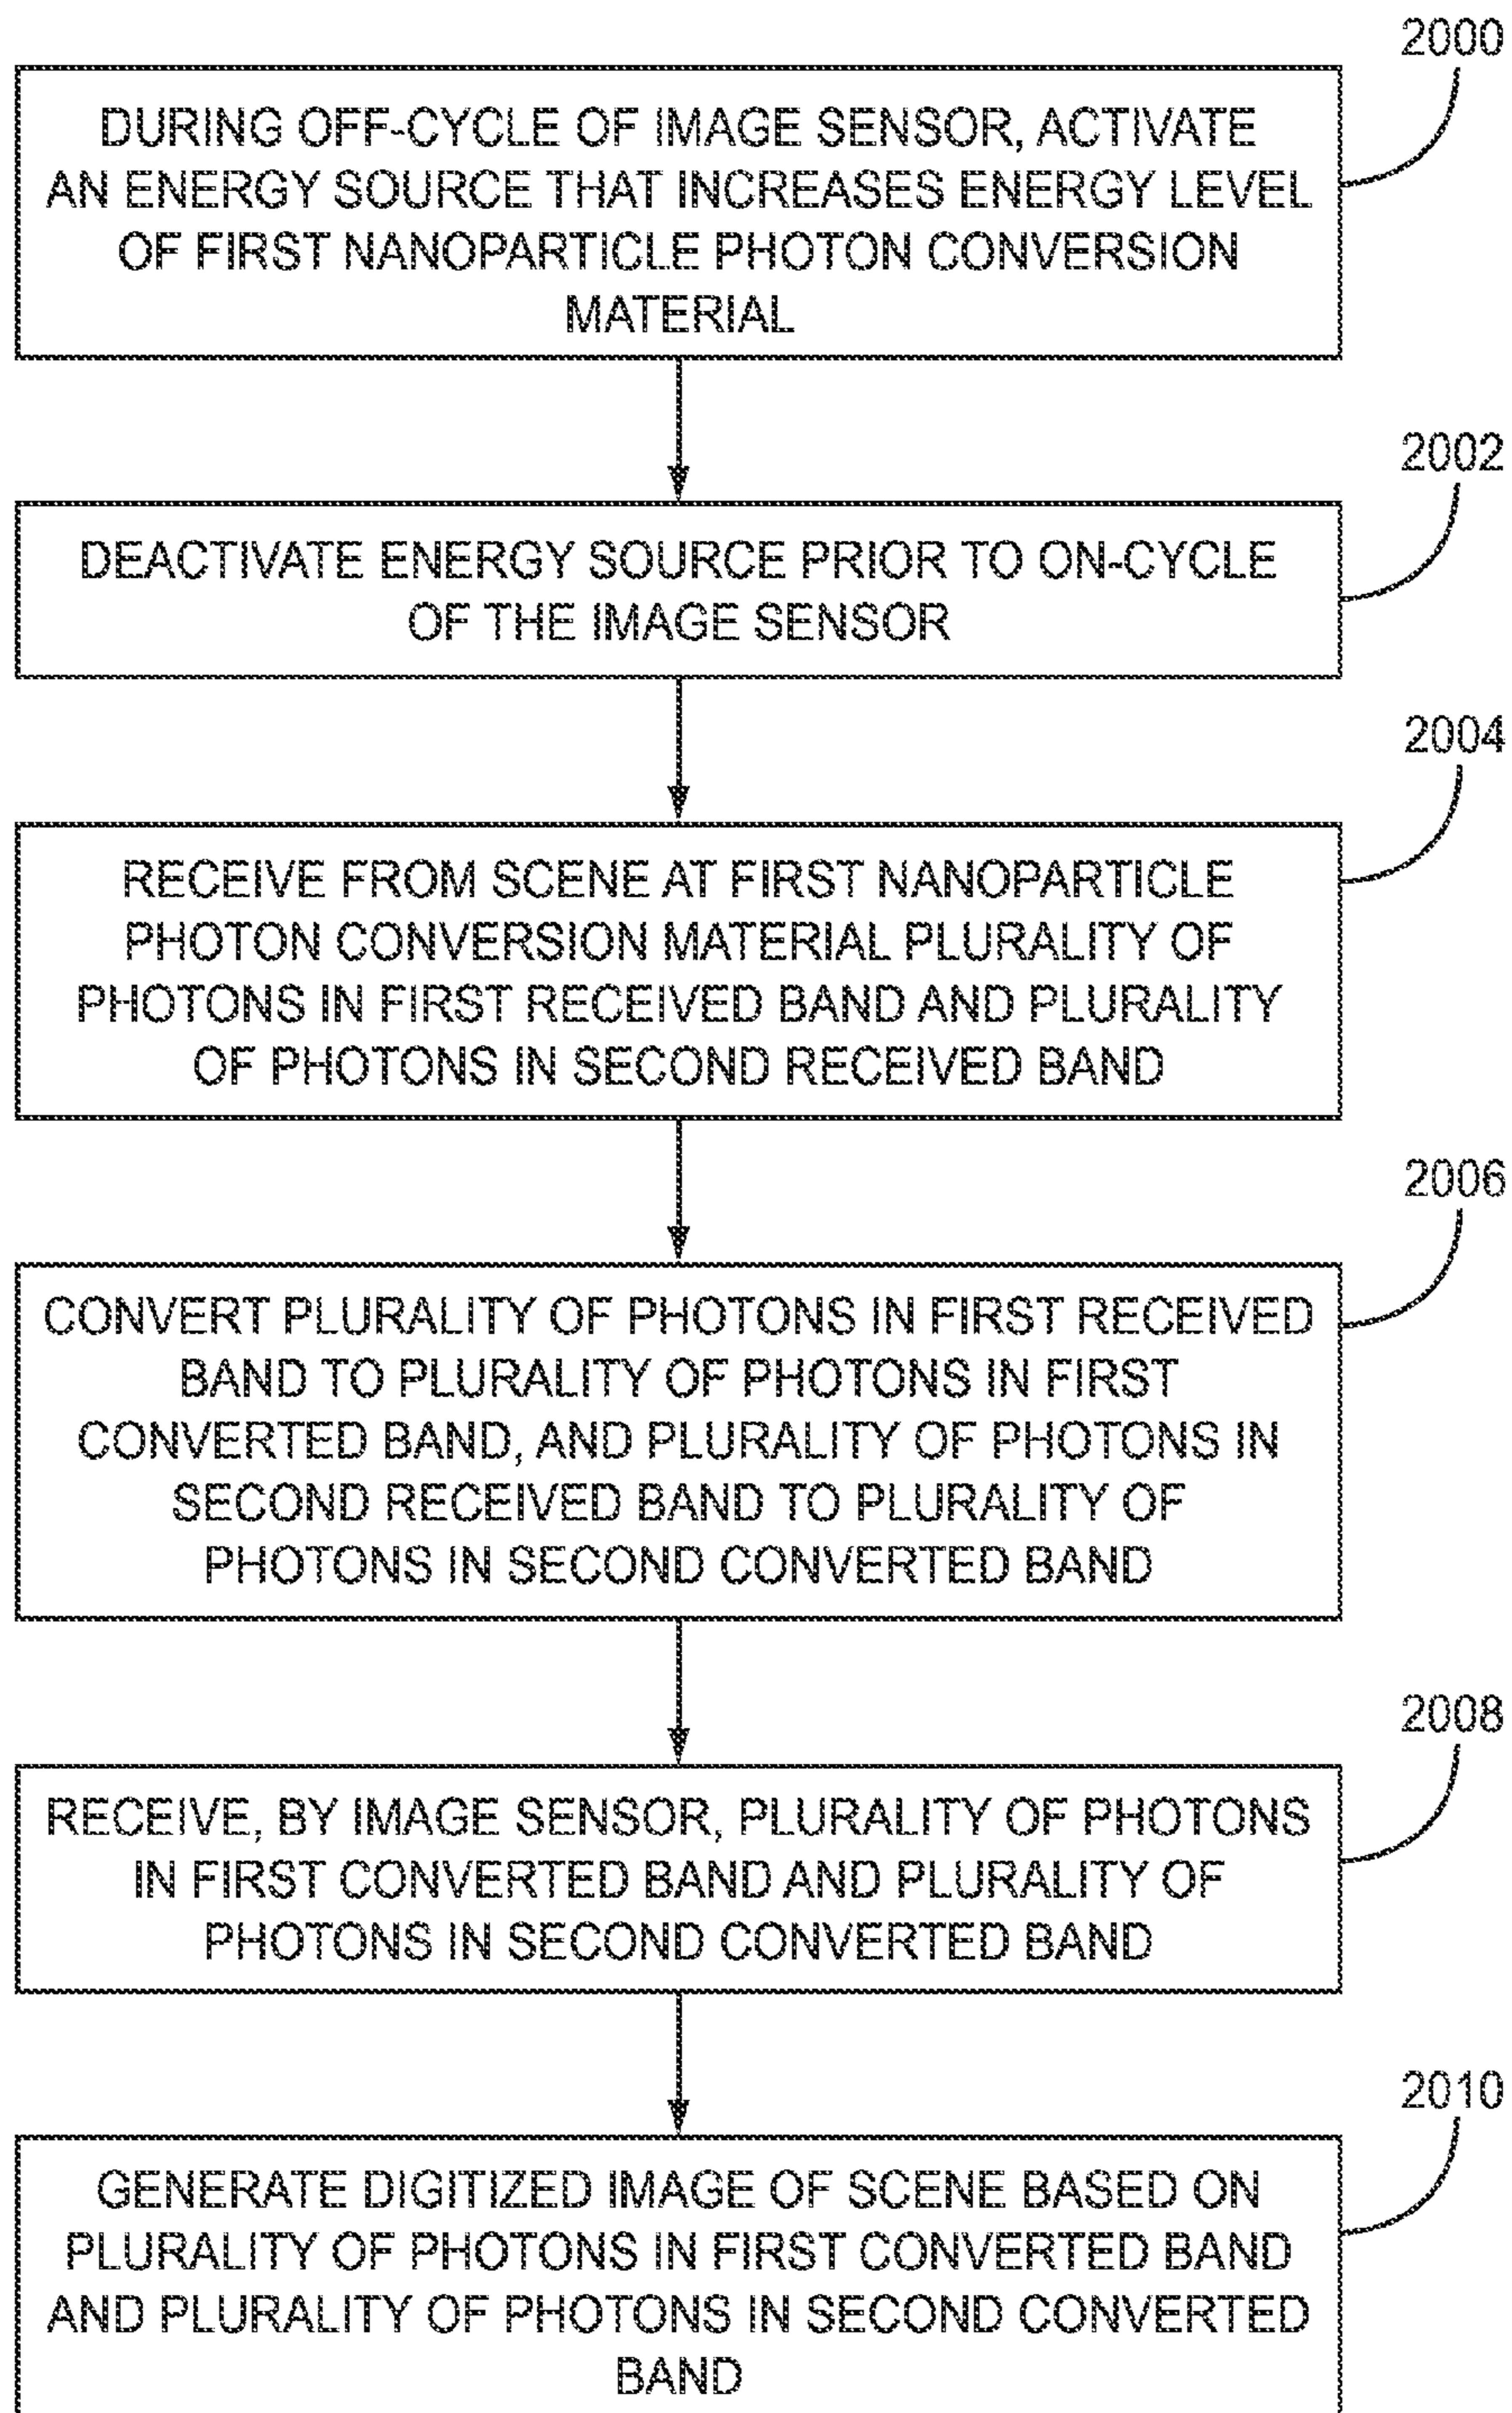 2000
DURING OFF-CYCLE OF IMAGE SENSOR, ACTIVATE
AN ENERGY SOURCE THAT INCREASES ENERGY LEVEL
OF FIRST NANOPARTICLE PHOTON CONVERSION
MATERIAL
2002
DEACTIVATE ENERGY SOURCE PRIOR TO ON-CYCLE
OF THE IMAGE SENSOR
2004
RECEIVE FROM SCENE AT FIRST NANOPARTICLE
PHOTON CONVERSION MATERIAL PLURALITY OF
PHOTONS IN FIRST RECEIVED BAND AND PLURALITY
OF PHOTONS IN SECOND RECEIVED BAND
2006
CONVERT PLURALITY OF PHOTONS IN FIRST RECEIVED
BAND TO PLURALITY OF PHOTONS IN FIRST
CONVERTED BAND, AND PLURALITY OF PHOTONS IN
SECOND RECEIVED BAND TO PLURALITY OF
PHOTONS IN SECOND CONVERTED BAND
2008
RECEIVE, BY IMAGE SENSOR, PLURALITY OF PHOTONS
IN FIRST CONVERTED BAND AND PLURALITY OF
PHOTONS IN SECOND CONVERTED BAND
2010
GENERATE DIGITIZED IMAGE OF SCENE BASED ON
PLURALITY OF PHOTONS IN FIRST CONVERTED BAND
AND PLURALITY OF PHOTONS IN SECOND CONVERTED
BAND